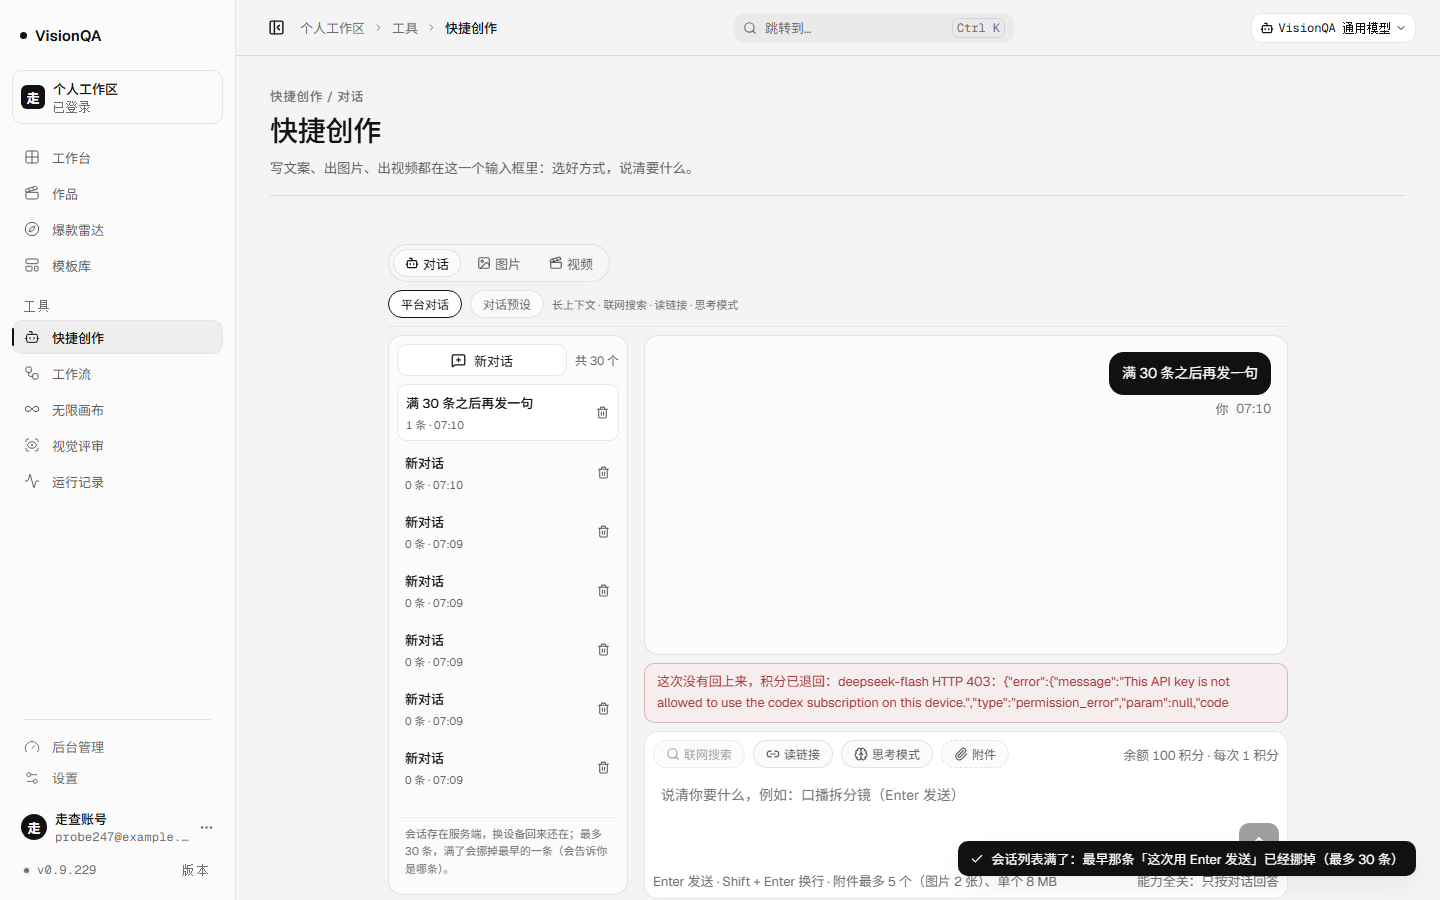 VisionQA
走
个人工作区
已登录
工作台
作品
爆款雷达
模板库
工具
快捷创作
工作流
无限画布
视觉评审
运行记录
后台管理
设置
走
走查账号
probe247@example.…
v0.9.229
版本
个人工作区
工具
快捷创作
跳转到…
Ctrl K
VisionQA 通用模型
快捷创作 / 对话
快捷创作
写文案、出图片、出视频都在这一个输入框里：选好方式，说清要什么。
对话
图片
视频
平台对话
对话预设
长上下文 · 联网搜索 · 读链接 · 思考模式
新对话
共 30 个
满 30 条之后再发一句
1 条 · 07:10
新对话
0 条 · 07:10
新对话
0 条 · 07:09
新对话
0 条 · 07:09
新对话
0 条 · 07:09
新对话
0 条 · 07:09
新对话
0 条 · 07:09
会话存在服务端，换设备回来还在；最多
30 条，满了会挪掉最早的一条（会告诉你
是哪条）。
满 30 条之后再发一句
你 07:10
这次没有回上来，积分已退回：deepseek-flash HTTP 403：{"error":{"message":"This API key is not
allowed to use the codex subscription on this device.","type":"permission_error","param":null,"code
联网搜索
读链接
思考模式
附件
余额 100 积分 · 每次 1 积分
说清你要什么，例如：口播拆分镜（Enter 发送）
会话列表满了：最早那条「这次用 Enter 发送」已经挪掉（最多 30 条）
Enter 发送 · Shift + Enter 换行 · 附件最多 5 个（图片 2 张）、单个 8 MB
能力全关：只按对话回答